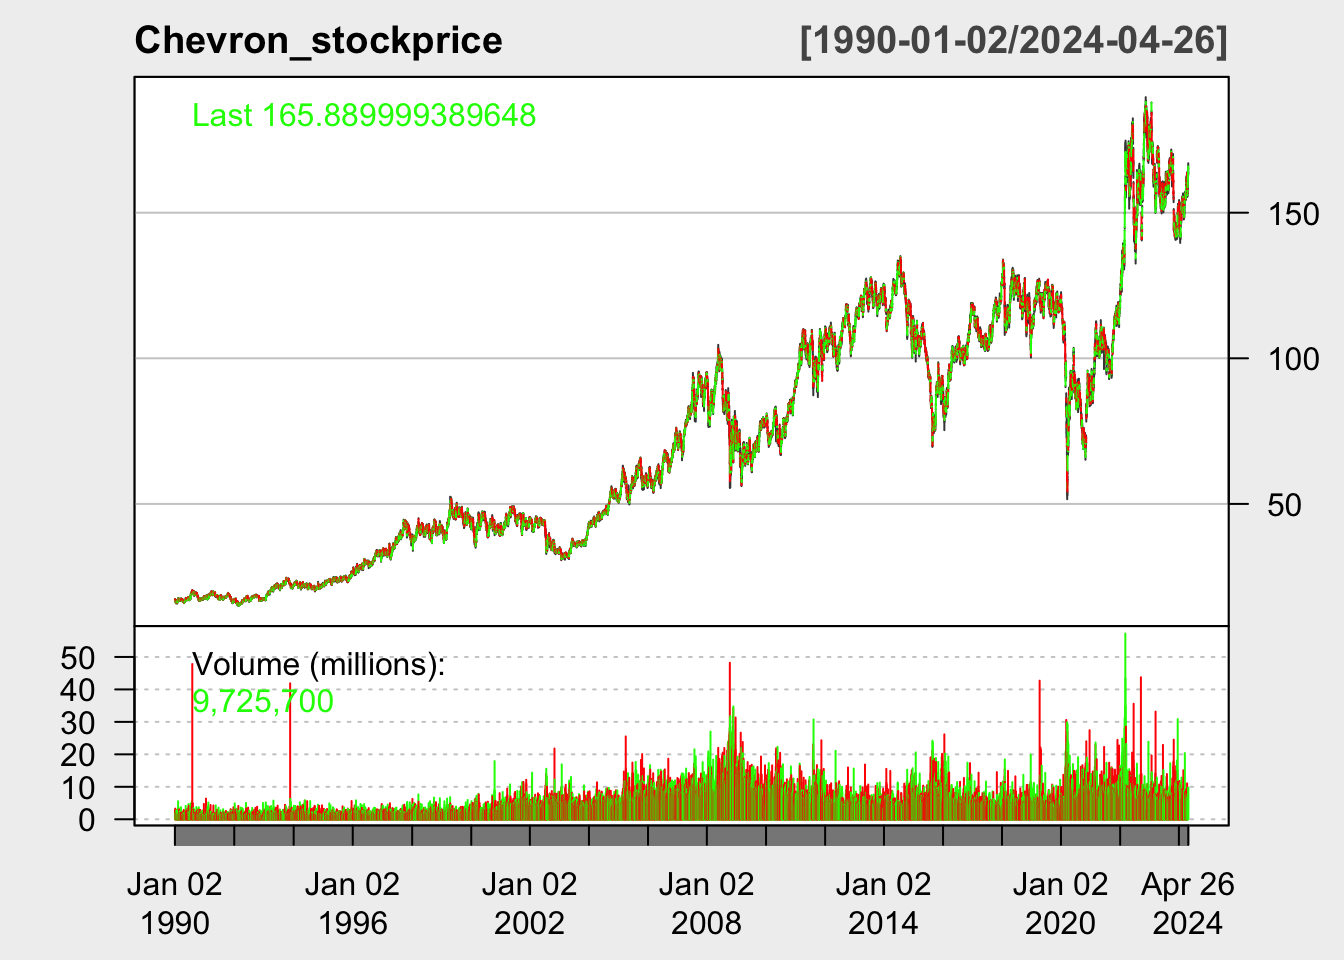 Chevron_stockprice [1990-01-02/2024-04-26]
Last 165.889999389648
150
100
50
Volume (millions):
9,725,700
50
40
30
20
10
0
Jan 02 Jan 02 Jan 02 Jan 02 Jan 02 Jan 02 Apr 26
1990 1996 2002 2008 2014 2020 2024